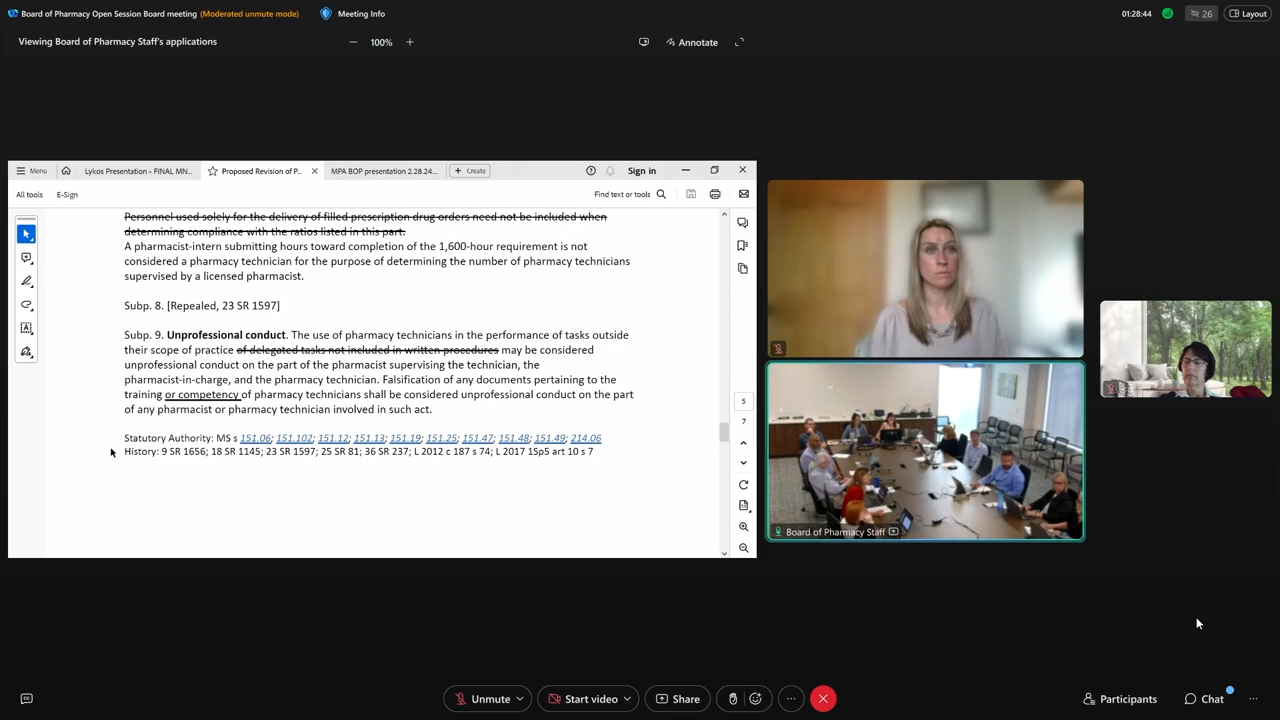 Board of Pharmacy Open Session Board meeting (Moderated unmute mode) Meeting Info 01:28:44 26 Layout
Viewing Board of Pharmacy Staff's applications 100% Annotate
Menu Lykos Presentation - FINAL MN... Proposed Revision of P... MPA BOP presentation 2.28.24... Create Sign in
All tools E-Sign Find text or tools
Personnel used solely for the delivery of filled prescription drug orders need not be included when
determining compliance with the ratios listed in this part.
A pharmacist-intern submitting hours toward completion of the 1,600-hour requirement is not
considered a pharmacy technician for the purpose of determining the number of pharmacy technicians
supervised by a licensed pharmacist.
Subp. 8. [Repealed, 23 SR 1597]
Subp. 9. Unprofessional conduct. The use of pharmacy technicians in the performance of tasks outside
their scope of practice of delegated tasks not included in written procedures may be considered
unprofessional conduct on the part of the pharmacist supervising the technician, the
pharmacist-in-charge, and the pharmacy technician. Falsification of any documents pertaining to the
training or competency of pharmacy technicians shall be considered unprofessional conduct on the part
of any pharmacist or pharmacy technician involved in such act.
Statutory Authority: MS s 151.06; 151.102; 151.12; 151.13; 151.19; 151.25; 151.47; 151.48; 151.49; 214.06
History: 9 SR 1656; 18 SR 1145; 23 SR 1597; 25 SR 81; 36 SR 237; L 2012 c 187 s 74; L 2017 1Sp5 art 10 s 7
5
7
Board of Pharmacy Staff
Unmute Start video Share Participants Chat